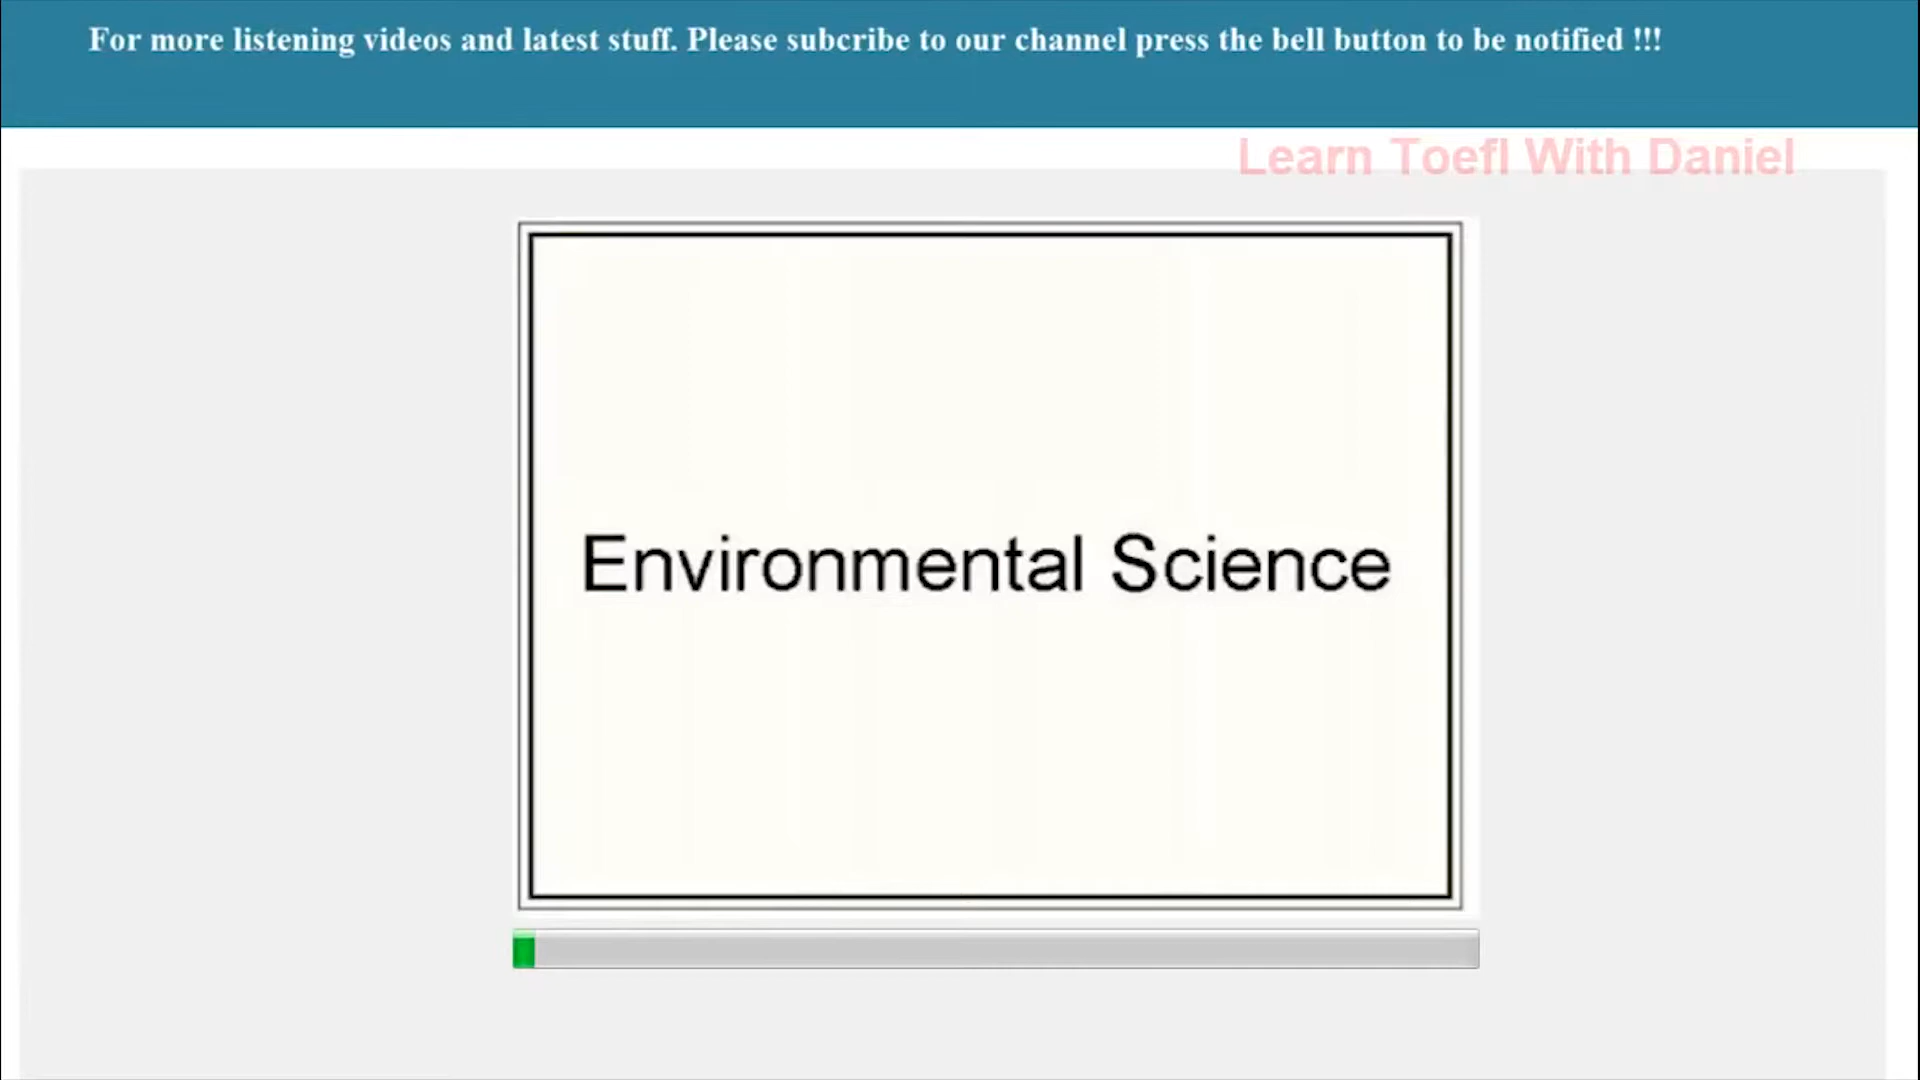 For more listening videos and latest stuff. Please subcribe to our channel press the bell button to be notified !!!
Learn Toefl With Daniel
Environmental Science